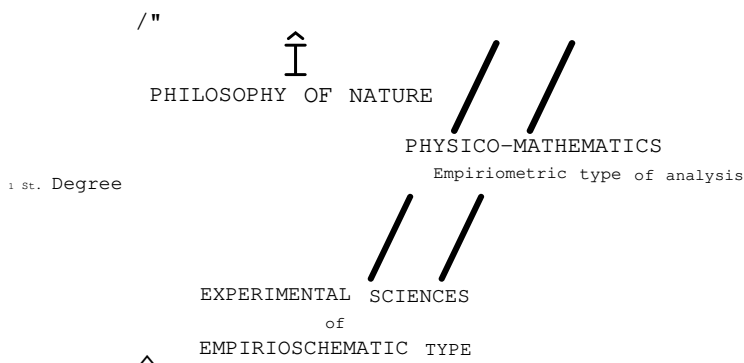 PHILOSOPHY OF NATURE
PHYSICO-MATHEMATICS
Empiriometric type of analysis
1 St. Degree
EXPERIMENTAL SCIENCES
of
EMPIRIOSCHEMATIC TYPE